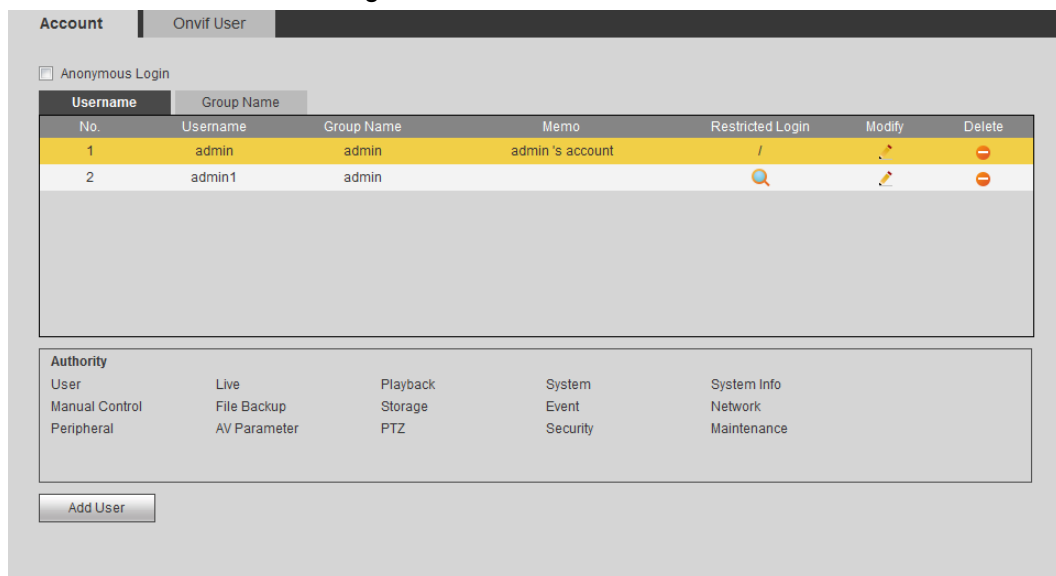 Account Onvif User
Anonymous Login
Username Group Name
No. Username Group Name Memo Restricted Login Modify Delete
1 admin admin admin 's account /
2 admin1 admin
Authority
User Live Playback System System Info
Manual Control File Backup Storage Event Network
Peripheral AV Parameter PTZ Security Maintenance
Add User